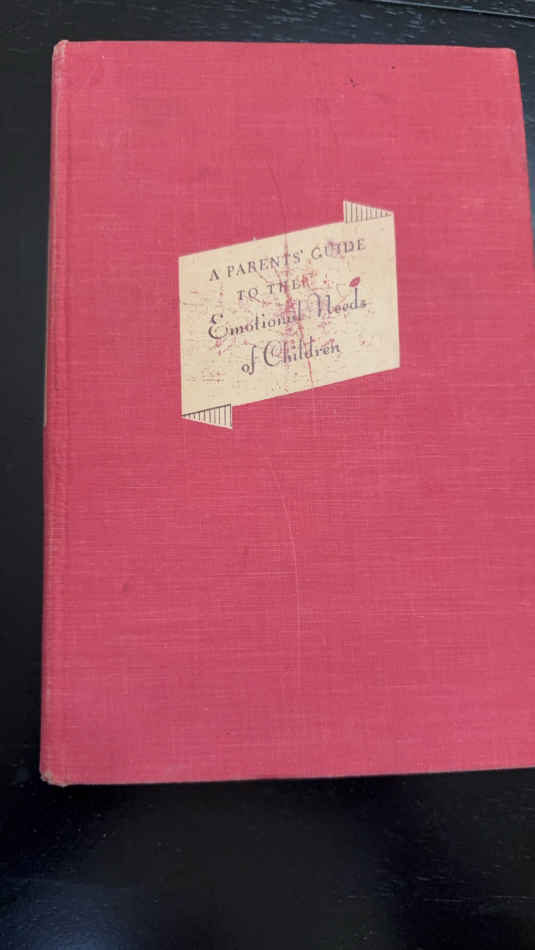 A PARENTS' GUIDE
TO THE
Emotional Needs
of Children